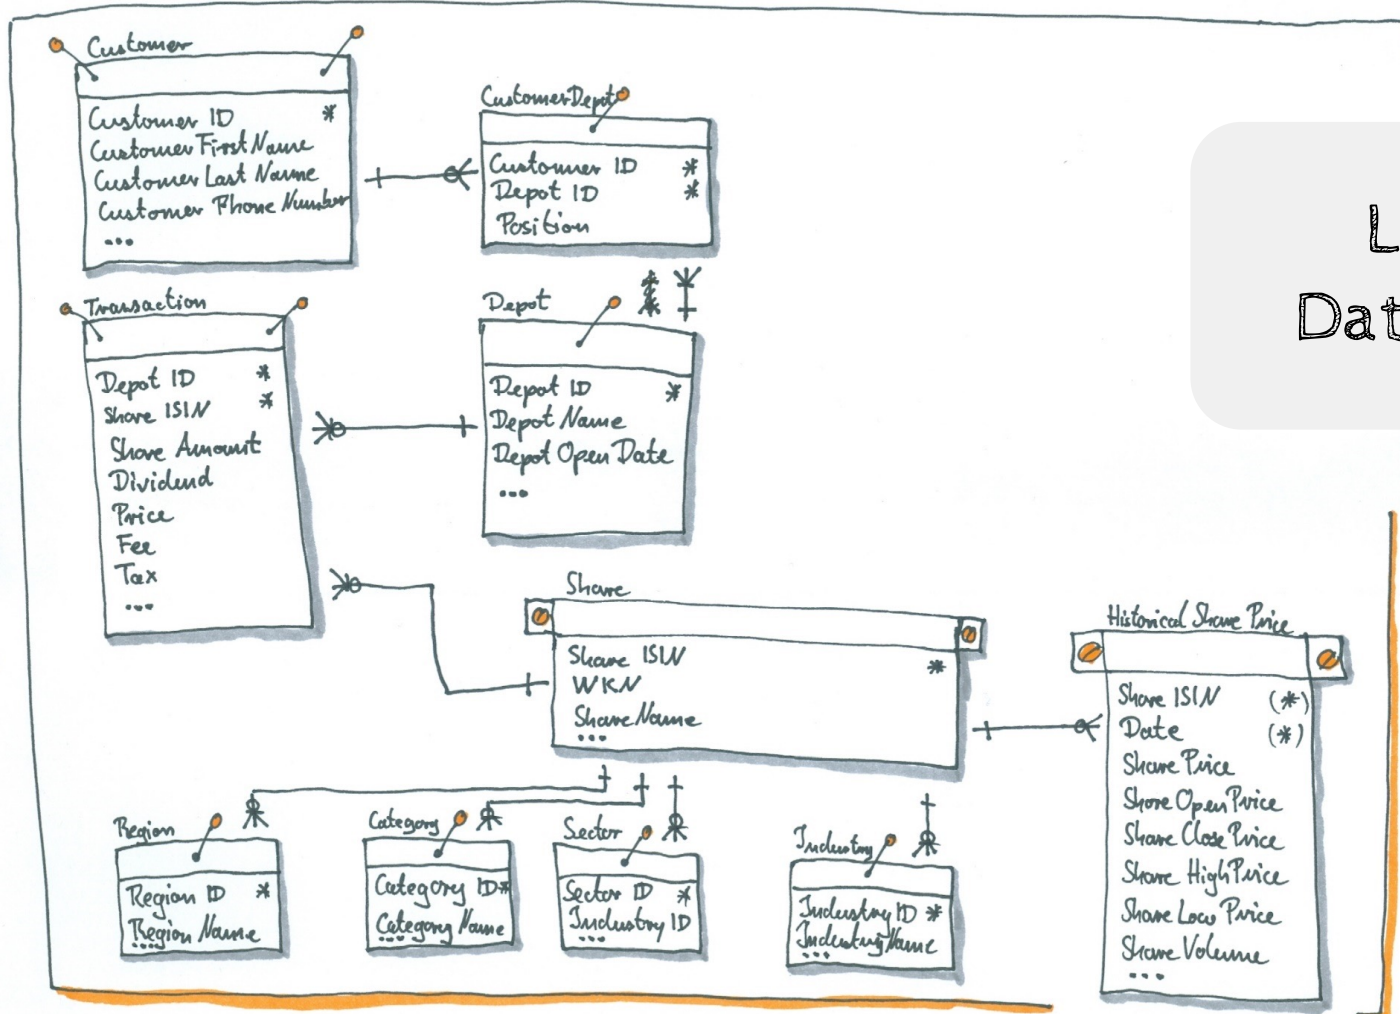 Customer
Customer ID *
Customer First Name
Customer Last Name
Customer Phone Number
...
CustomerDepot
Customer ID *
Depot ID *
Position
Transaction
Depot ID *
Share ISIN *
Share Amount
Dividend
Price
Fee
Tax
...
Depot
Depot ID *
Depot Name
Depot Open Date
...
Share
Share ISIN *
WKN
Share Name
...
Historical Share Price
Share ISIN (*)
Date (*)
Share Price
Share Open Price
Share Close Price
Share High Price
Share Low Price
Share Volume
...
Region
Region ID *
Region Name
...
Category
Category ID *
Category Name
...
Sector
Sector ID *
Industry ID
...
Industry
Industry ID *
Industry Name
...
L
Dat